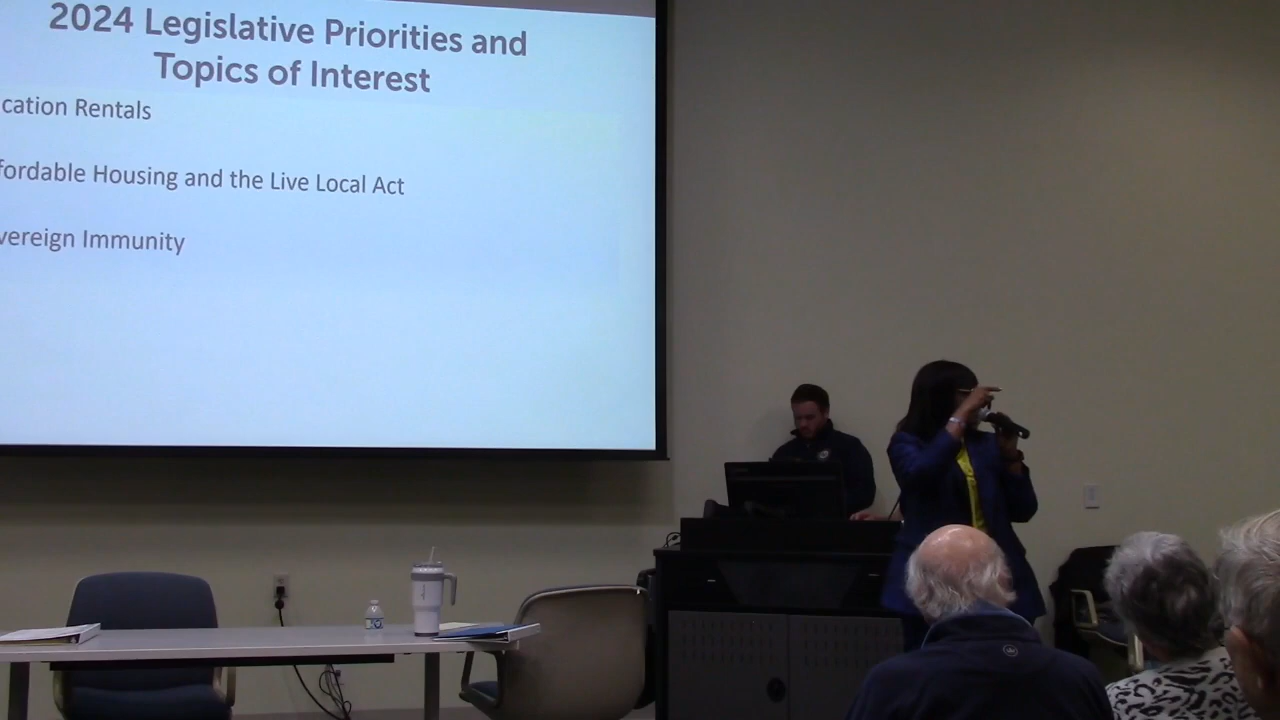 2024 Legislative Priorities and
Topics of Interest
cation Rentals
fordable Housing and the Live Local Act
vereign Immunity